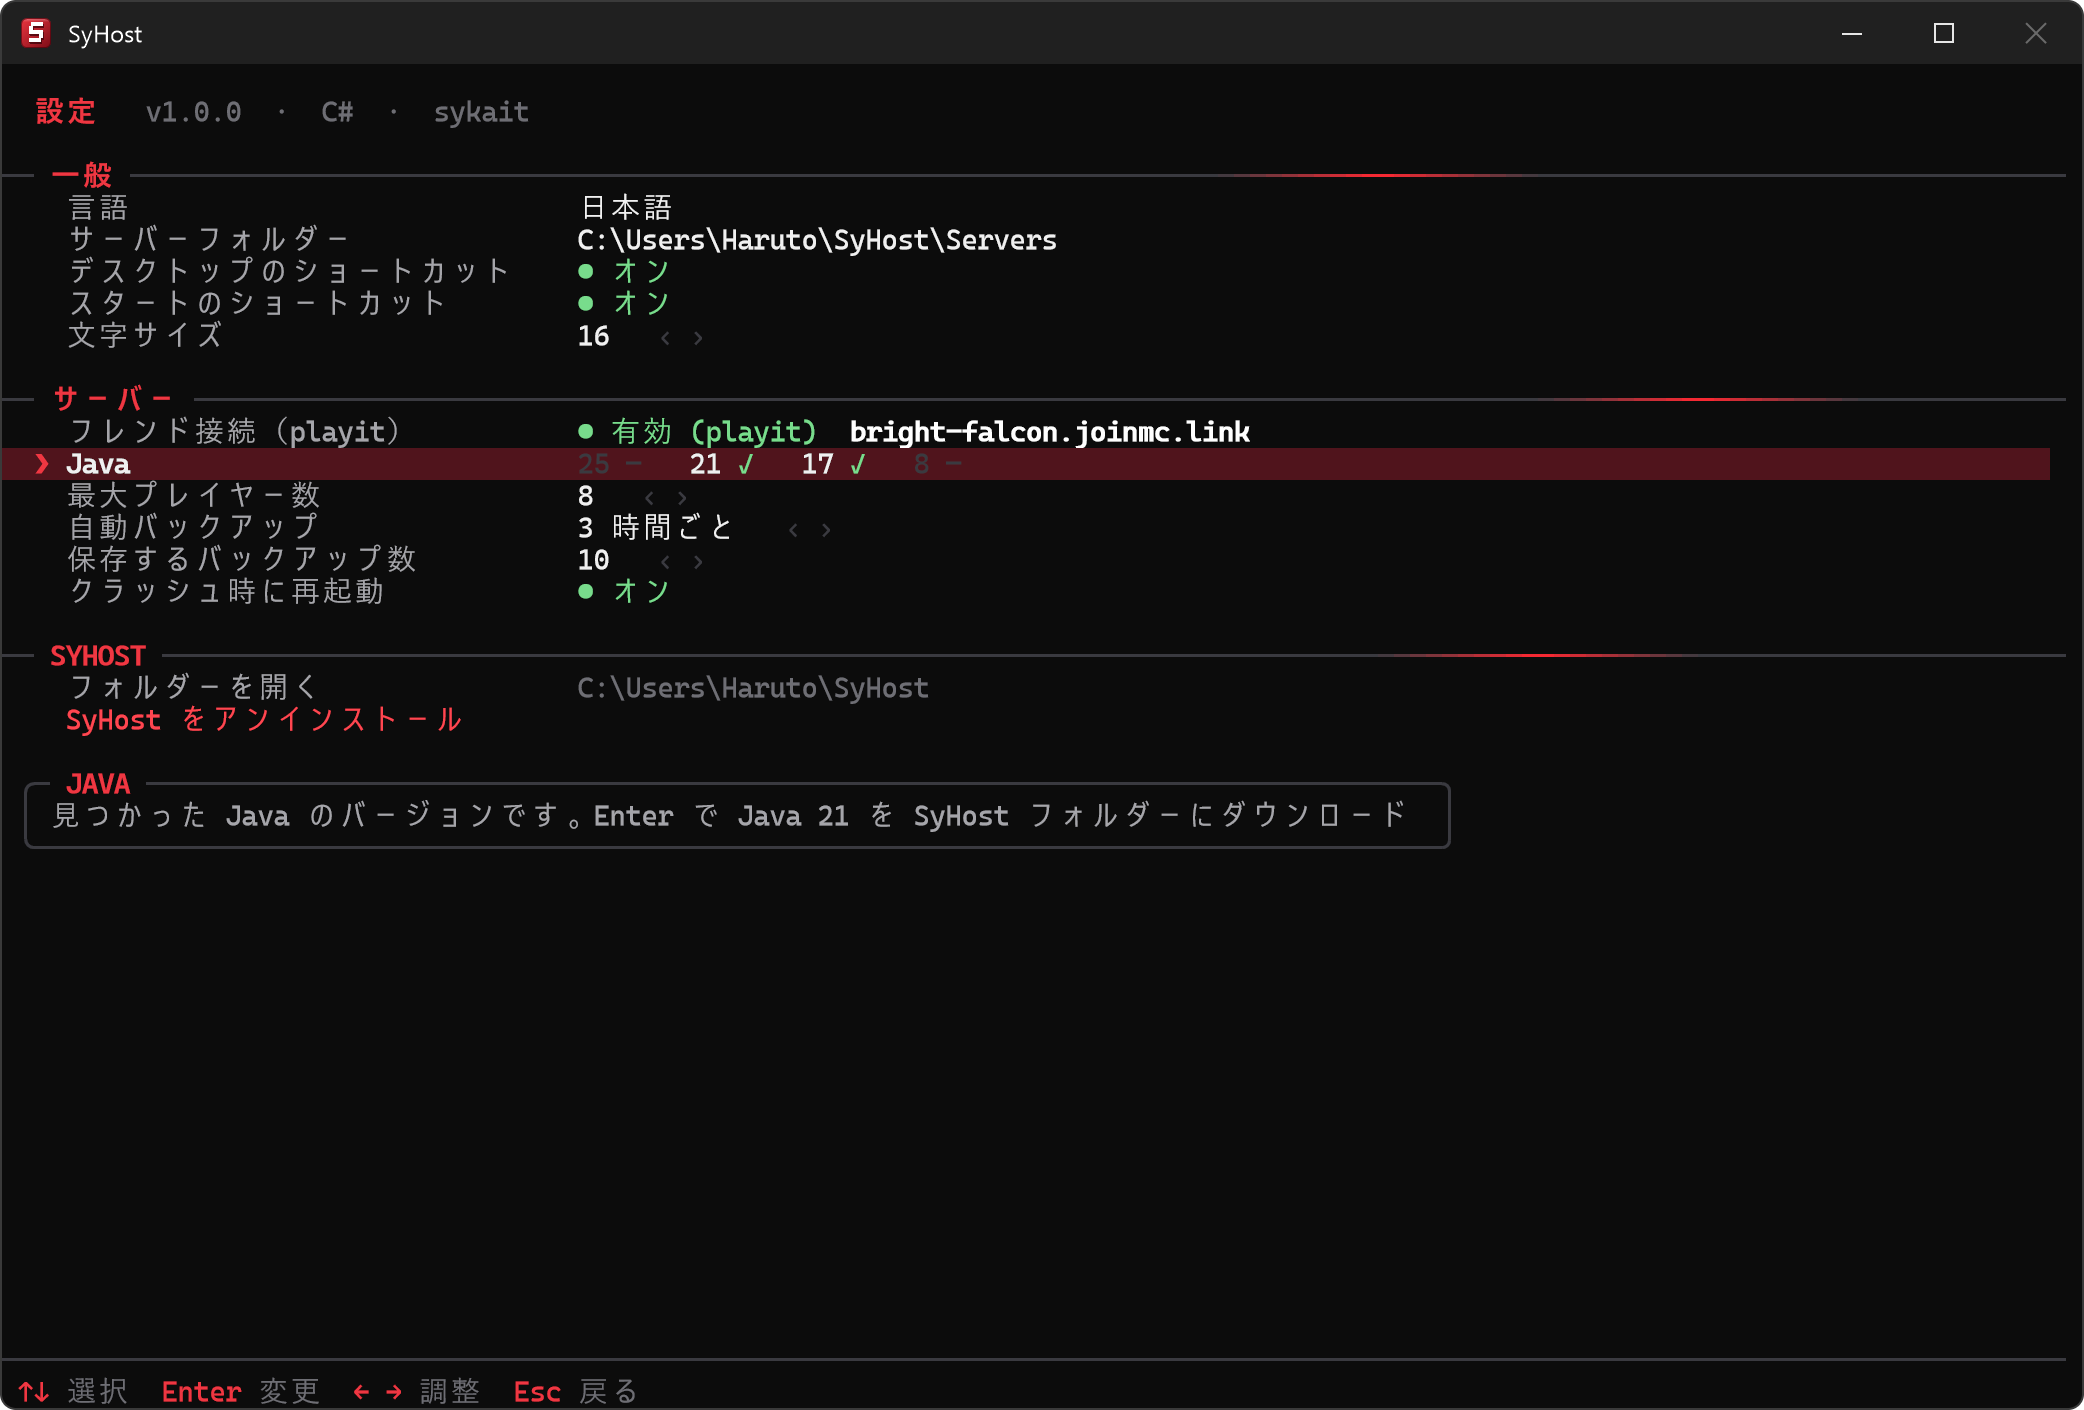 SyHost
設定 v1.0.0 · C# · sykait
一般
言語 日本語
サーバーフォルダー C:\Users\Haruto\SyHost\Servers
デスクトップのショートカット ● オン
スタートのショートカット ● オン
文字サイズ 16 ‹ ›
サーバー
フレンド接続（playit） ● 有効 (playit) bright-falcon.joinmc.link
❯ Java 25 − 21 ✓ 17 ✓ 8 −
最大プレイヤー数 8 ‹ ›
自動バックアップ 3 時間ごと ‹ ›
保存するバックアップ数 10 ‹ ›
クラッシュ時に再起動 ● オン
SYHOST
フォルダーを開く C:\Users\Haruto\SyHost
SyHost をアンインストール
JAVA
見つかった Java のバージョンです。Enter で Java 21 を SyHost フォルダーにダウンロード
↑↓ 選択 Enter 変更 ← → 調整 Esc 戻る